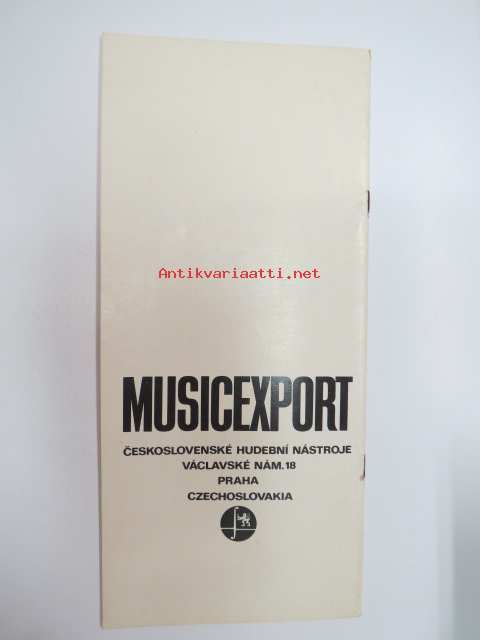 Antikvariaatti.net
MUSICEXPORT
ČESKOSLOVENSKÉ HUDEBNÍ NÁSTROJE
VÁCLAVSKÉ NÁM. 18
PRAHA
CZECHOSLOVAKIA